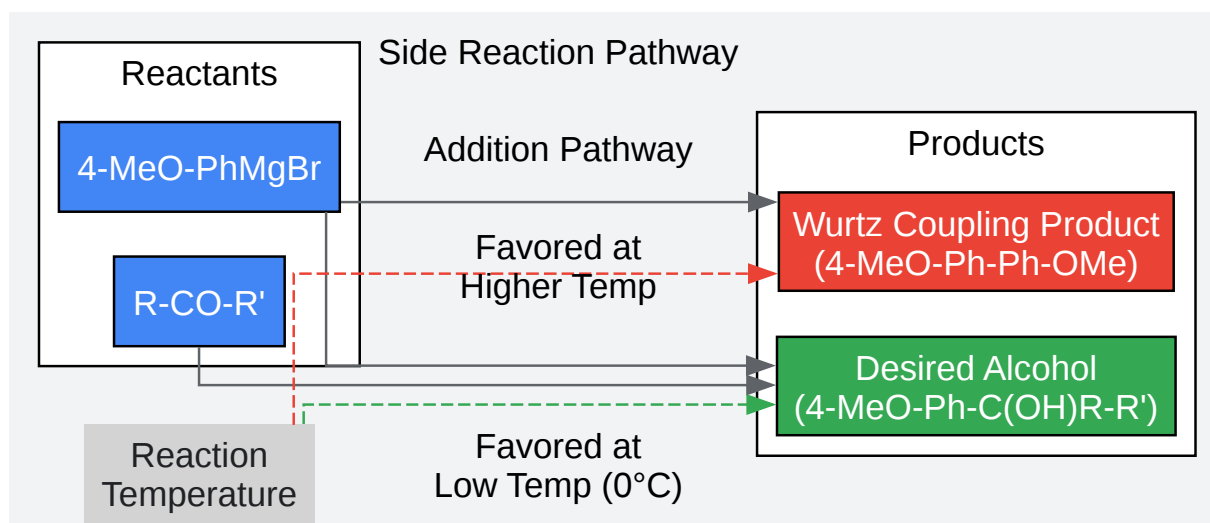 Side Reaction Pathway
Reactants
4-MeO-PhMgBr
R-CO-R'
Addition Pathway
Favored at
Higher Temp
Products
Wurtz Coupling Product
(4-MeO-Ph-Ph-OMe)
Desired Alcohol
(4-MeO-Ph-C(OH)R-R')
Reaction
Temperature
Favored at
Low Temp (0°C)